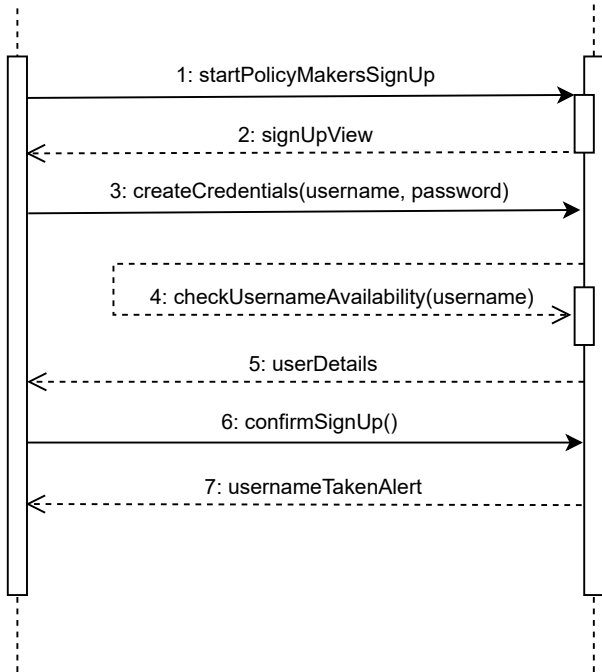 1: startPolicyMakersSignUp
2: signUpView
3: createCredentials(username, password)
4: checkUsernameAvailability(username)
5: userDetails
6: confirmSignUp()
7: usernameTakenAlert